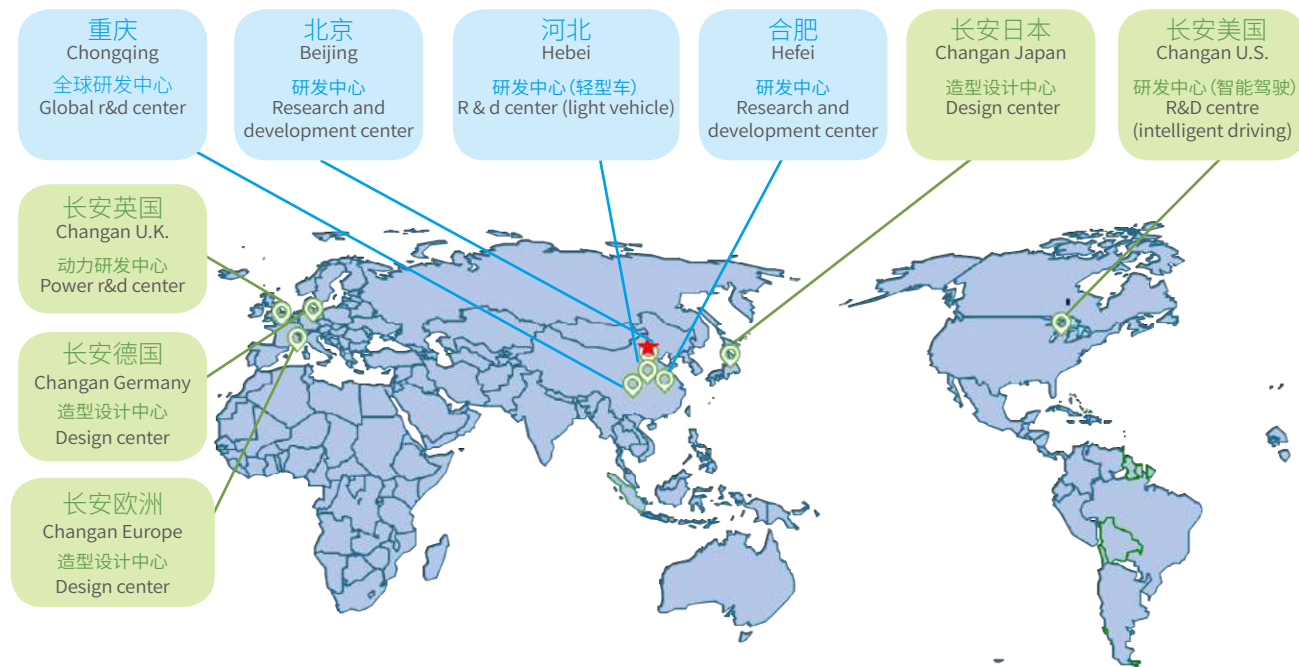 重庆
Chongqing
全球研发中心
Global r&d center
北京
Beijing
研发中心
Research and
development center
河北
Hebei
研发中心（轻型车）
R & d center (light vehicle)
合肥
Hefei
研发中心
Research and
development center
长安日本
Changan Japan
造型设计中心
Design center
长安美国
Changan U.S.
研发中心（智能驾驶）
R&D centre
(intelligent driving)
长安英国
Changan U.K.
动力研发中心
Power r&d center
长安德国
Changan Germany
造型设计中心
Design center
长安欧洲
Changan Europe
造型设计中心
Design center